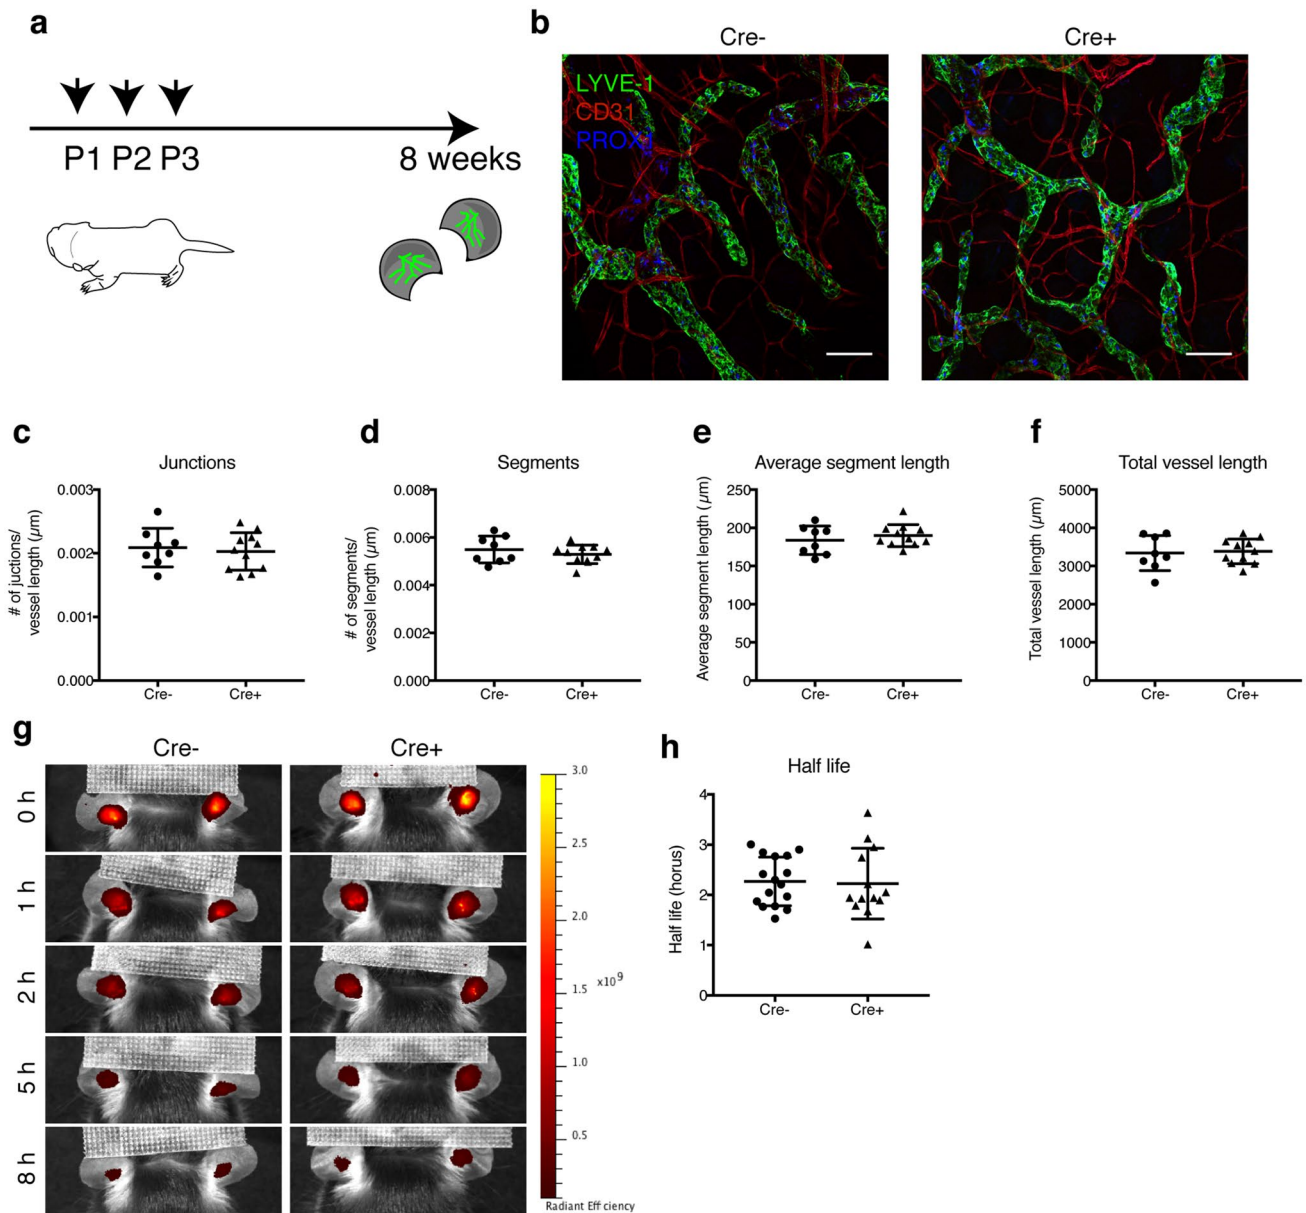 a
P1 P2 P3
8 weeks
b
Cre-
Cre+
LYVE-1
CD31
PROX1
c
Junctions
# of juctions/
vessel length (µm)
0.003
0.002
0.001
0.000
Cre-
Cre+
d
Segments
# of segments/
vessel length (µm)
0.008
0.006
0.004
0.002
0.000
Cre-
Cre+
e
Average segment length
Average segment length (µm)
250
200
150
100
50
0
Cre-
Cre+
f
Total vessel length
Total vessel length (µm)
5000
4000
3000
2000
1000
0
Cre-
Cre+
g
Cre-
Cre+
0 h
1 h
2 h
5 h
8 h
3.0
2.5
2.0
1.5
x10^9
1.0
0.5
Radiant Efficiency
h
Half life
Half life (horus)
4
3
2
1
0
Cre-
Cre+